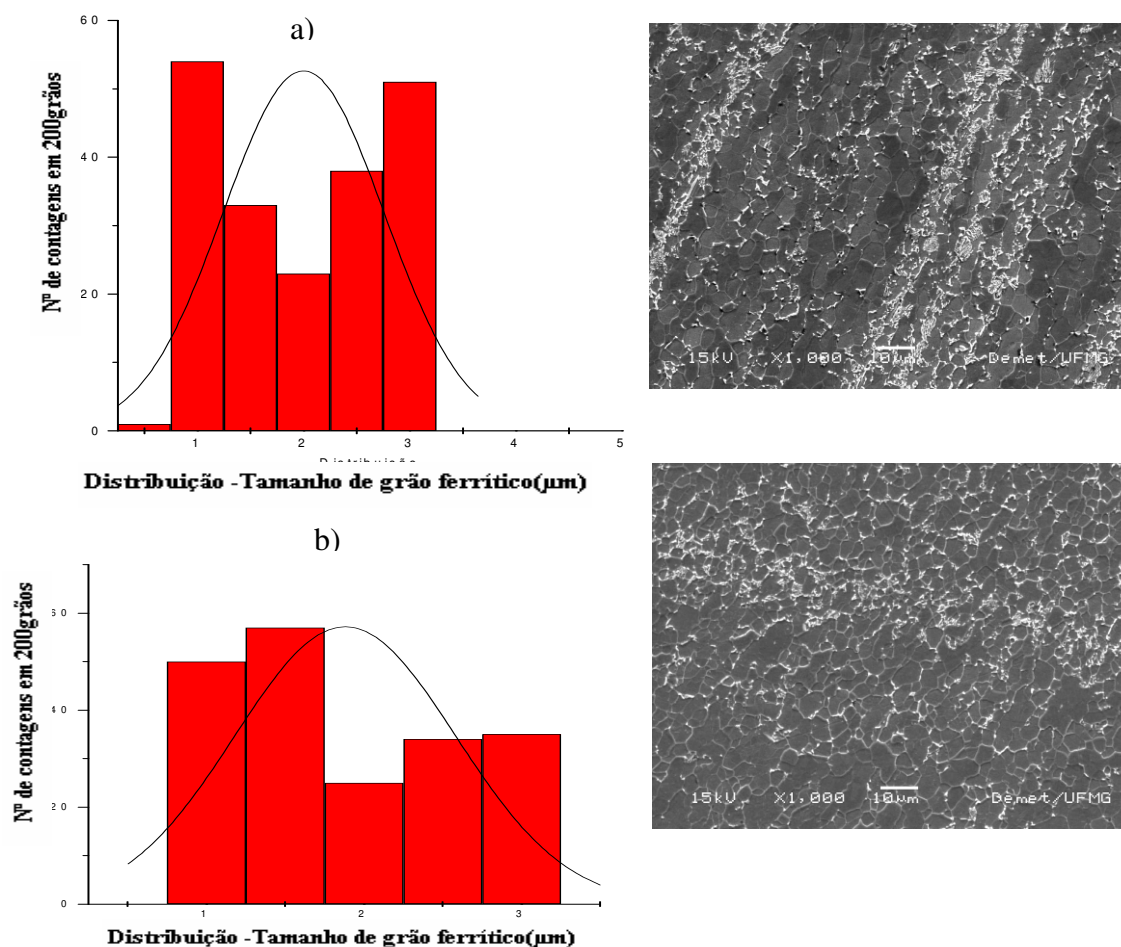 a)
60
40
20
0
Nº de contagens em 200grãos
1 2 3 4 5
Distribuição -Tamanho de grão ferrítico(µm)
15kV X1,000 10µm Demet/UFMG
b)
60
40
20
0
Nº de contagens em 200grãos
1 2 3
Distribuição -Tamanho de grão ferrítico(µm)
15kV X1,000 10µm Demet/UFMG